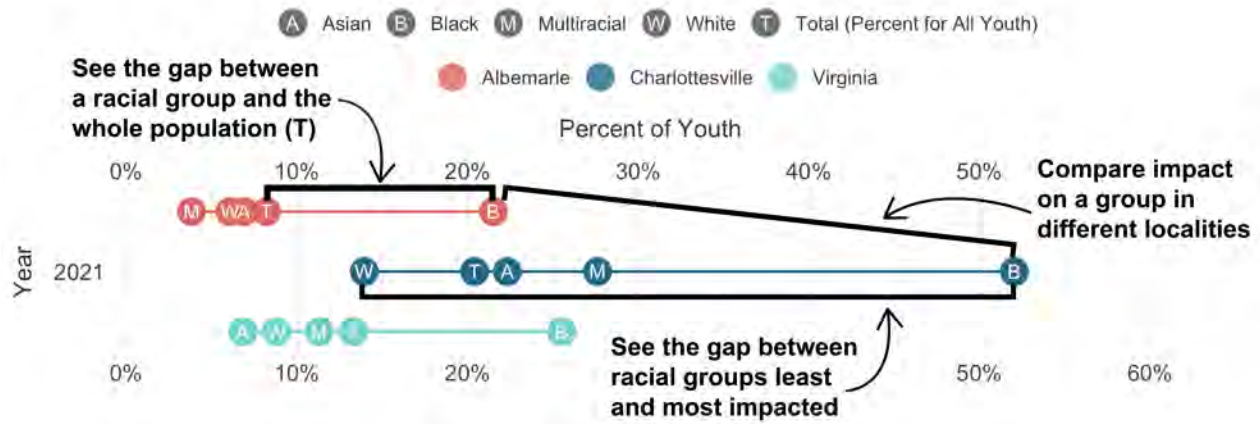 A Asian B Black M Multiracial W White T Total (Percent for All Youth)
Albemarle Charlottesville Virginia
See the gap between
a racial group and the
whole population (T)
Percent of Youth
0% 10% 20% 30% 40% 50%
Compare impact
on a group in
different localities
M W A T B
Year
2021
W T A M B
A W M B
See the gap between
racial groups least
and most impacted
0% 10% 20% 50% 60%